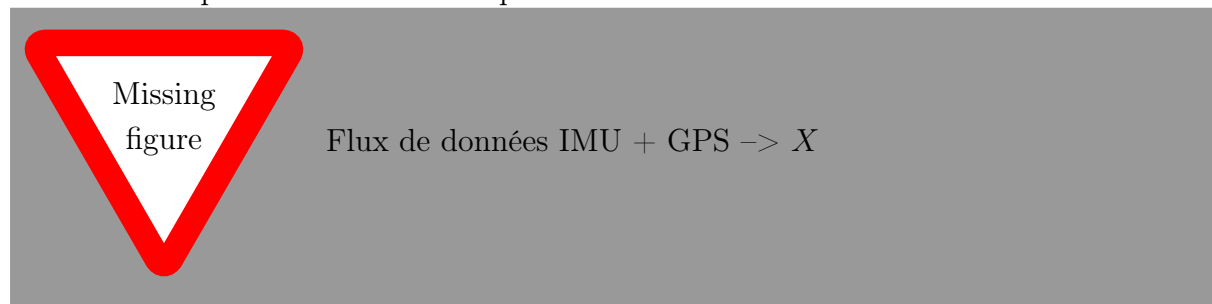 Missing
figure
Flux de données IMU + GPS –> X